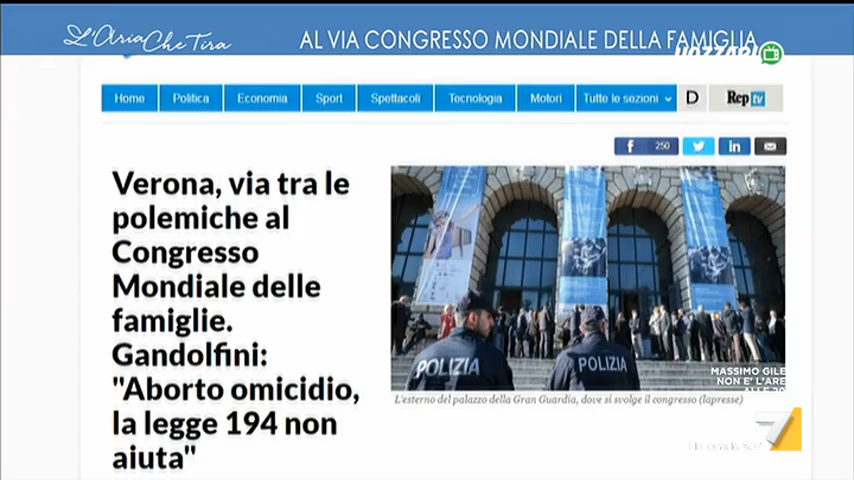 L'Aria Che Tira
AL VIA CONGRESSO MONDIALE DELLA FAMIGLIA
Home Politica Economia Sport Spettacoli Tecnologia Motori Tutte le sezioni D Rep tv
f 250 in
Verona, via tra le
polemiche al
Congresso
Mondiale delle
famiglie.
Gandolfini:
"Aborto omicidio,
la legge 194 non
aiuta"
POLIZIA POLIZIA
L'esterno del palazzo della Gran Guardia, dove si svolge il congresso (lapresse)
MASSIMO GILE
NON E' L'ARE
7